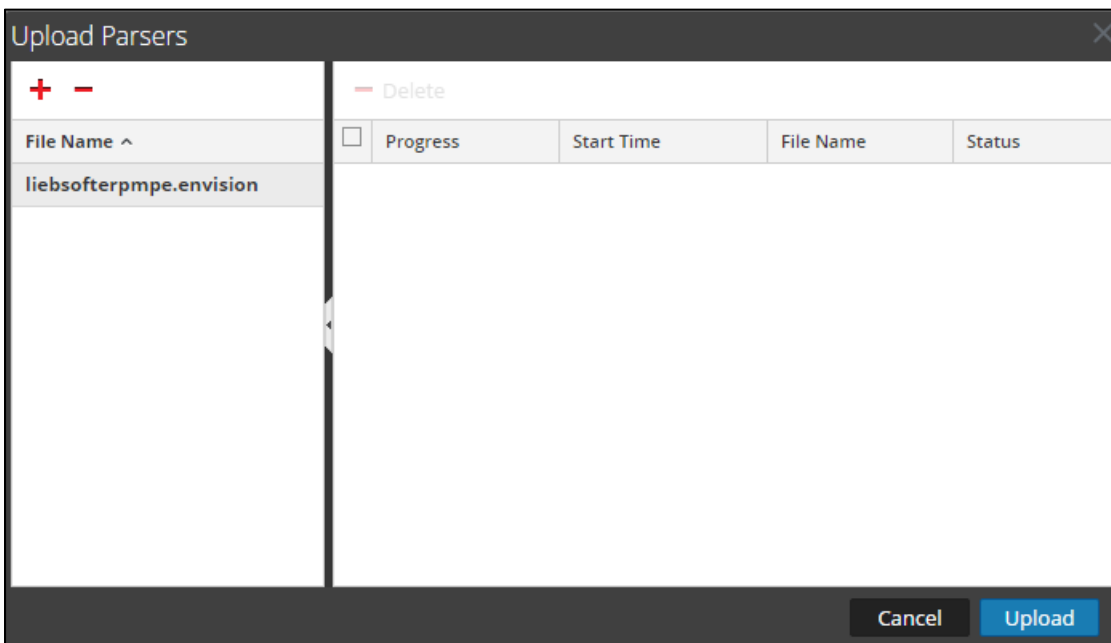 Upload Parsers
Delete
File Name
Progress
Start Time
File Name
Status
liebsofterpmpe.envision
Cancel
Upload